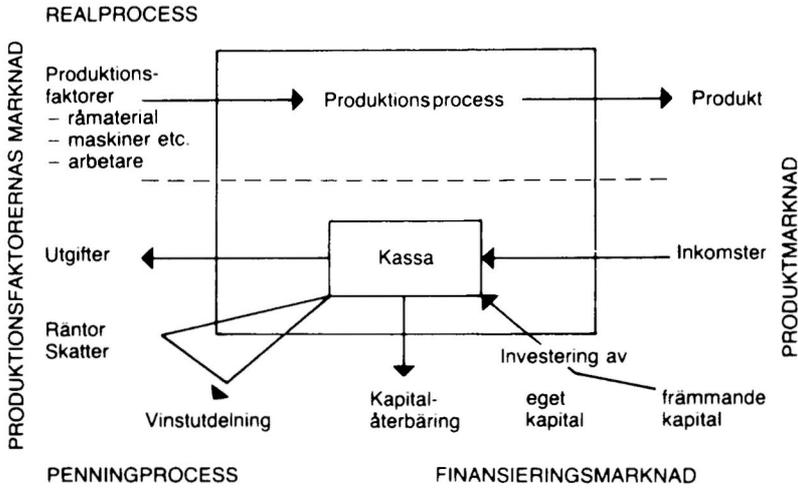 REALPROCESS
PRODUKTIONSFAKTORERNAS MARKNAD
Produktions-
faktorer
– råmaterial
– maskiner etc.
– arbetare
Produktionsprocess
Produkt
PRODUKTMARKNAD
Utgifter
Kassa
Inkomster
Räntor
Skatter
Vinstutdelning
Kapital-
återbäring
Investering av
eget
kapital
främmande
kapital
PENNINGPROCESS
FINANSIERINGSMARKNAD